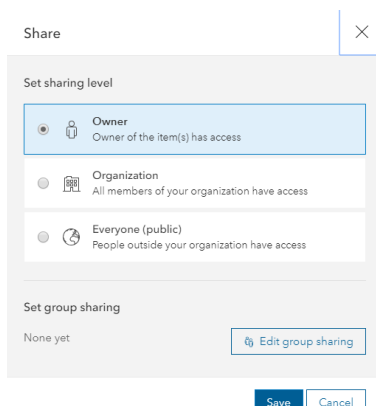 Share
Set sharing level
Owner
Owner of the item(s) has access
Organization
All members of your organization have access
Everyone (public)
People outside your organization have access
Set group sharing
None yet
Edit group sharing
Save
Cancel